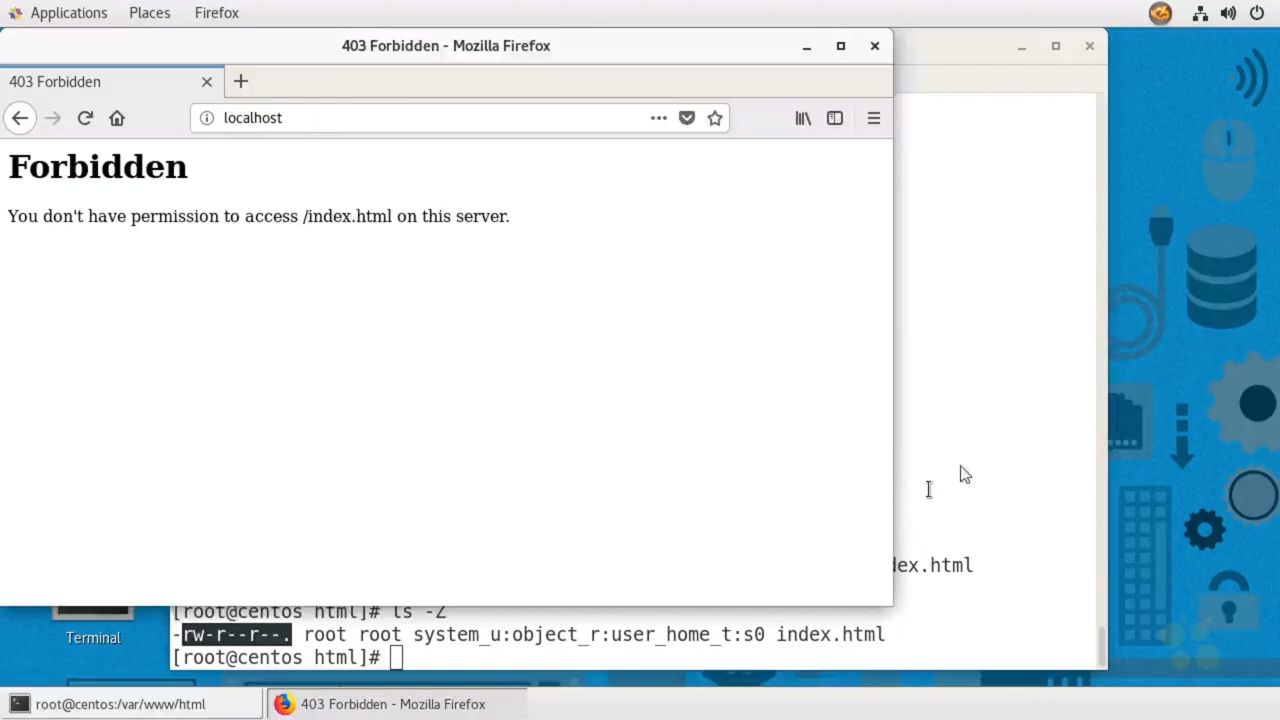 Applications Places Firefox
403 Forbidden - Mozilla Firefox
403 Forbidden
localhost
Forbidden
You don't have permission to access /index.html on this server.
dex.html
[root@centos html]# ls -Z
-rw-r--r--. root root system_u:object_r:user_home_t:s0 index.html
[root@centos html]#
Terminal
root@centos:/var/www/html 403 Forbidden - Mozilla Firefox